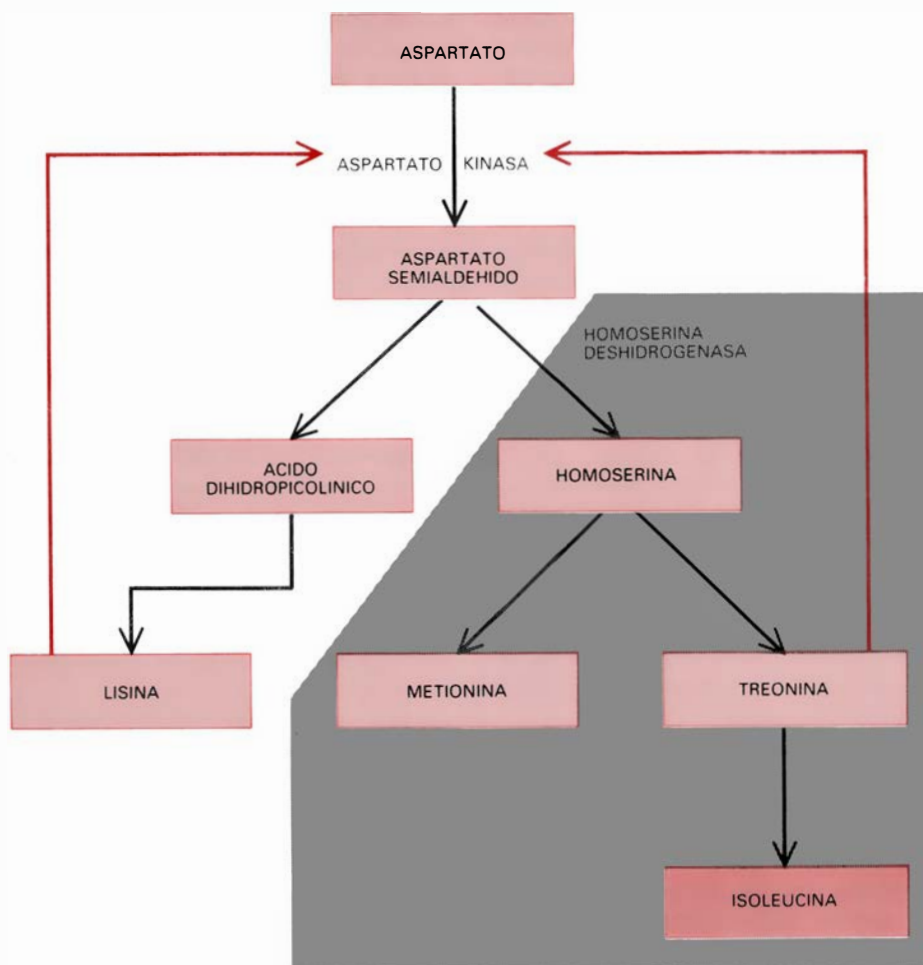 ASPARTATO
ASPARTATO KINASA
ASPARTATO
SEMIALDEHIDO
HOMOSERINA
DESHIDROGENASA
ACIDO
DIHIDROPICOLINICO
HOMOSERINA
LISINA
METIONINA
TREONINA
ISOLEUCINA